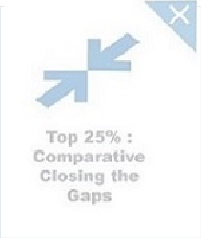 Top 25% :
Comparative
Closing the
Gaps